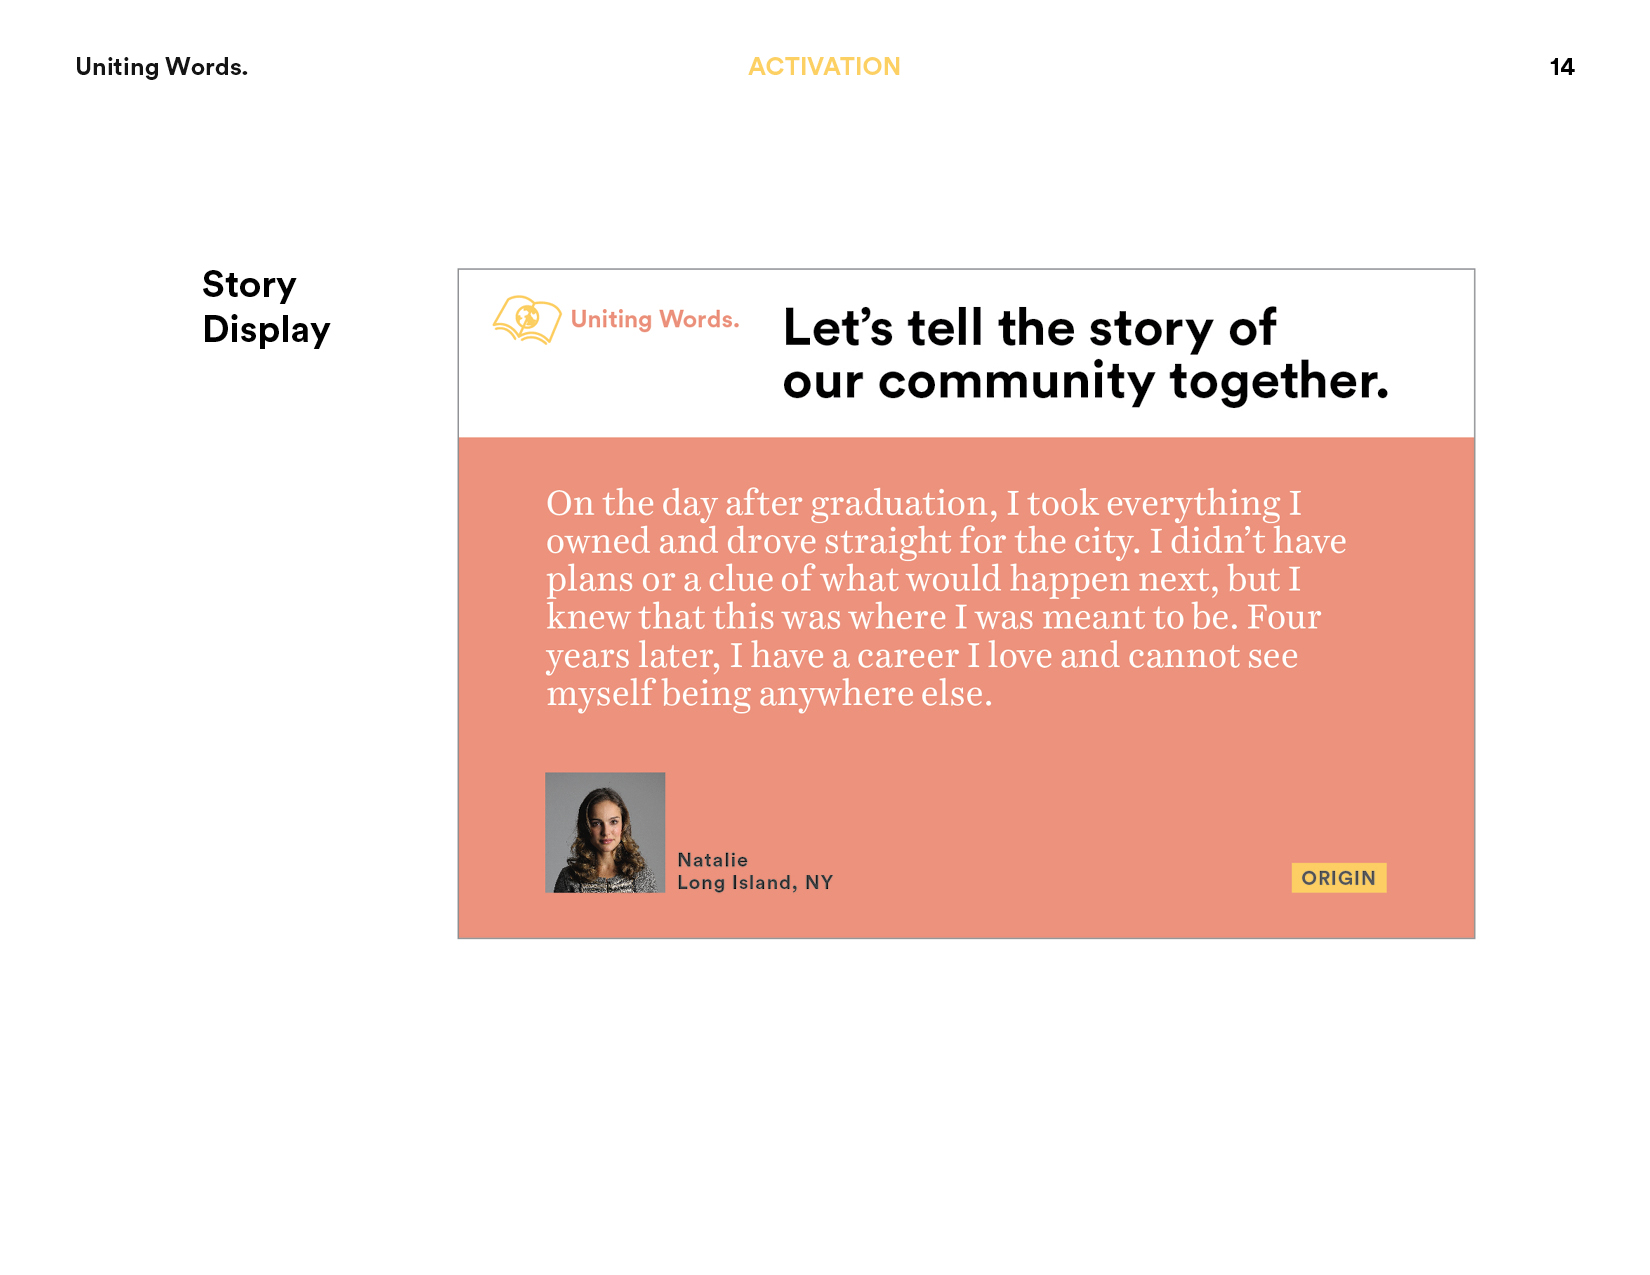 Uniting Words.
ACTIVATION
14
Story
Display
Uniting Words.
Let’s tell the story of
our community together.
On the day after graduation, I took everything I
owned and drove straight for the city. I didn’t have
plans or a clue of what would happen next, but I
knew that this was where I was meant to be. Four
years later, I have a career I love and cannot see
myself being anywhere else.
Natalie
Long Island, NY
ORIGIN